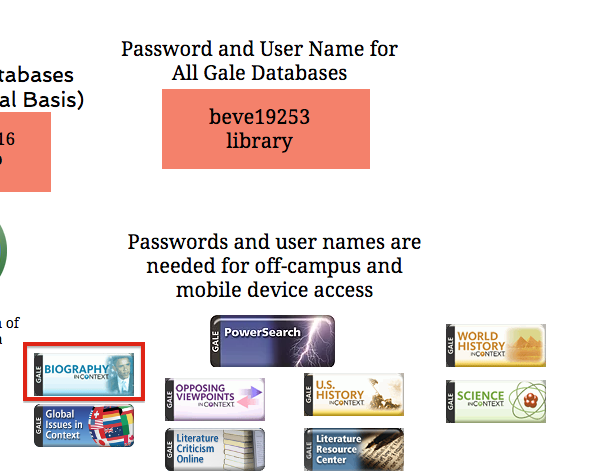 Password and User Name for
All Gale Databases
tabases
al Basis)
beve19253
library
16
Passwords and user names are
needed for off-campus and
mobile device access
of
GALE
PowerSearch
GALE
BIOGRAPHY
IN CONTEXT
GALE
OPPOSING
VIEWPOINTS
IN CONTEXT
GALE
U.S.
HISTORY
IN CONTEXT
GALE
WORLD
HISTORY
IN CONTEXT
GALE
SCIENCE
IN CONTEXT
GALE
Global
Issues in
Context
GALE
Literature
Criticism
Online
GALE
Literature
Resource
Center